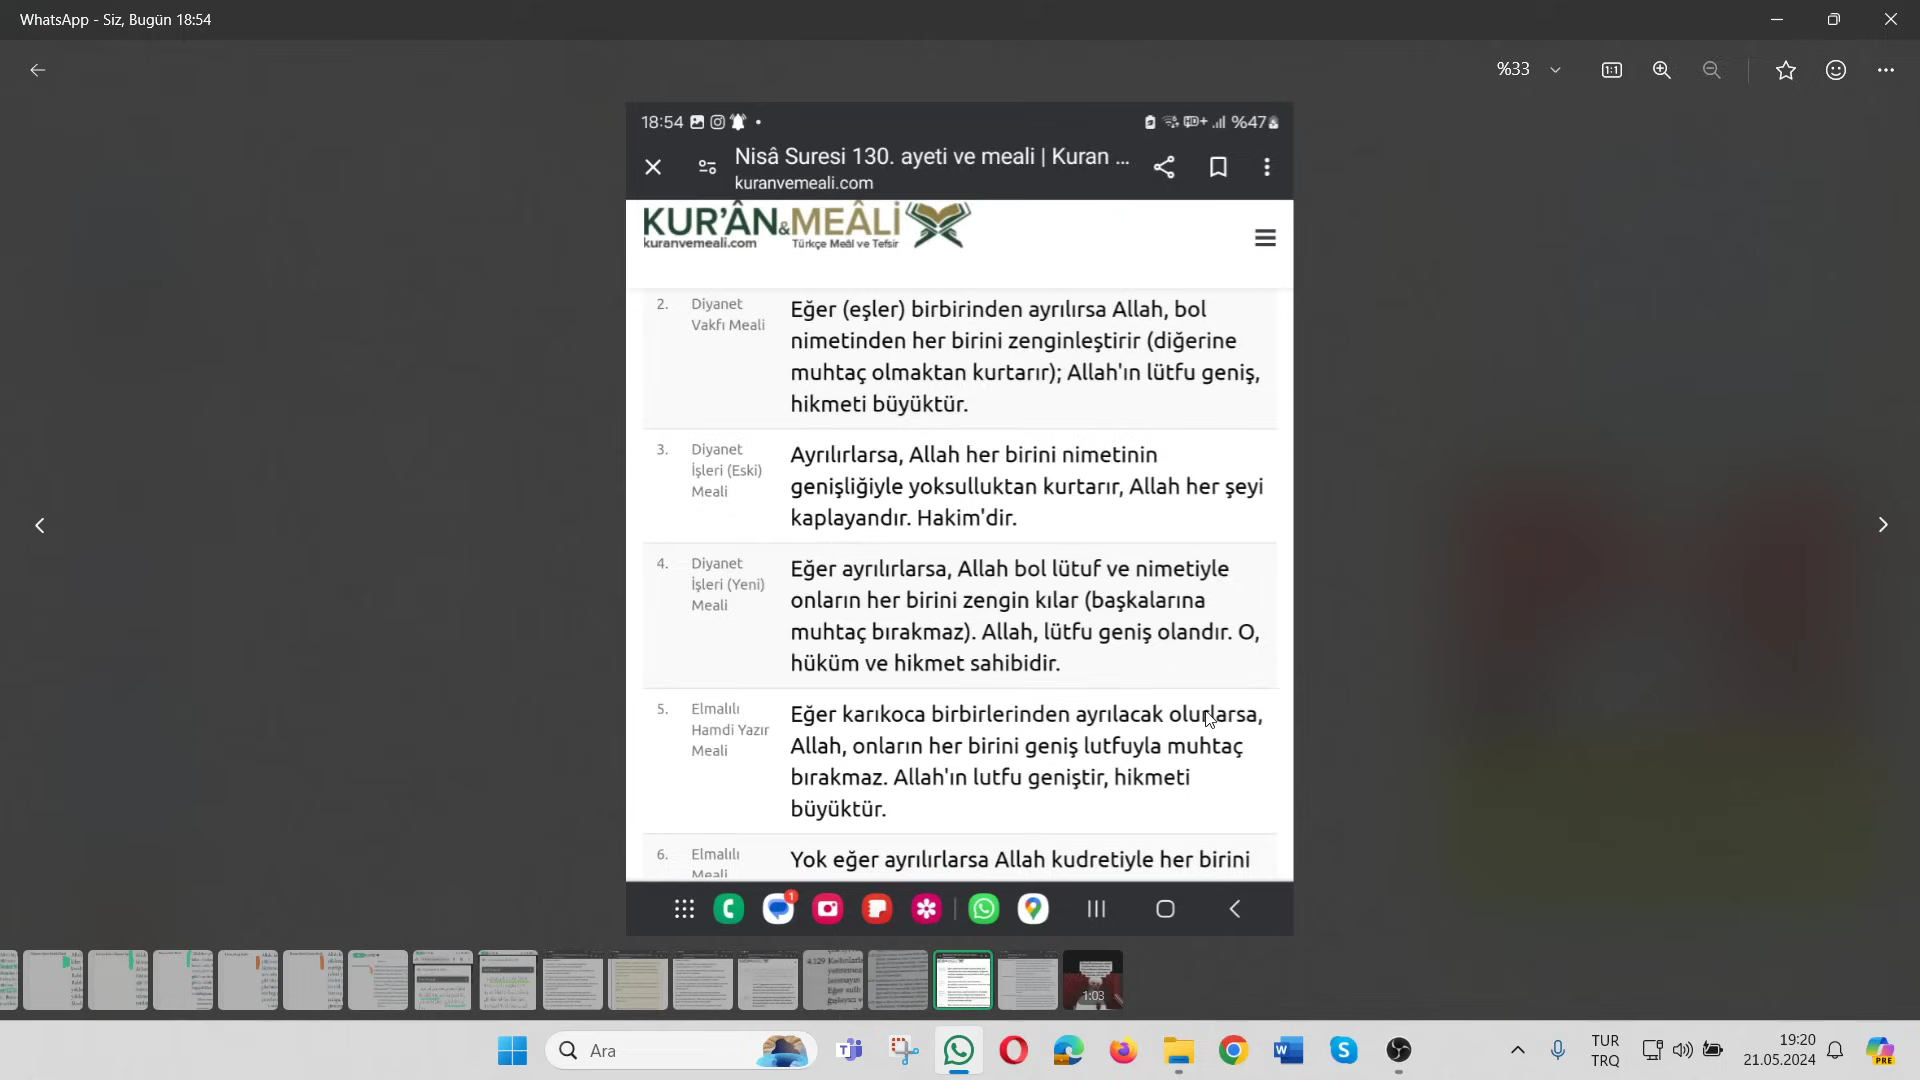 WhatsApp - Siz, Bugün 18:54
%33
18:54
%47
Nisâ Suresi 130. ayeti ve meali | Kuran ...
kuranvemeali.com
KUR'ÂN&MEÂLİ
kuranvemeali.com Türkçe Meâl ve Tefsir
2. Diyanet Vakfı Meali
Eğer (eşler) birbirinden ayrılırsa Allah, bol
nimetinden her birini zenginleştirir (diğerine
muhtaç olmaktan kurtarır); Allah'ın lütfu geniş,
hikmeti büyüktür.
3. Diyanet İşleri (Eski) Meali
Ayrılırlarsa, Allah her birini nimetinin
genişliğiyle yoksulluktan kurtarır, Allah her şeyi
kaplayandır. Hakim'dir.
4. Diyanet İşleri (Yeni) Meali
Eğer ayrılırlarsa, Allah bol lütuf ve nimetiyle
onların her birini zengin kılar (başkalarına
muhtaç bırakmaz). Allah, lütfu geniş olandır. O,
hüküm ve hikmet sahibidir.
5. Elmalılı Hamdi Yazır Meali
Eğer karıkoca birbirlerinden ayrılacak olurlarsa,
Allah, onların her birini geniş lutfuyla muhtaç
bırakmaz. Allah'ın lutfu geniştir, hikmeti
büyüktür.
6. Elmalılı Meali
Yok eğer ayrılırlarsa Allah kudretiyle her birini
1:03
Ara
TUR
TRQ
19:20
21.05.2024
PRE